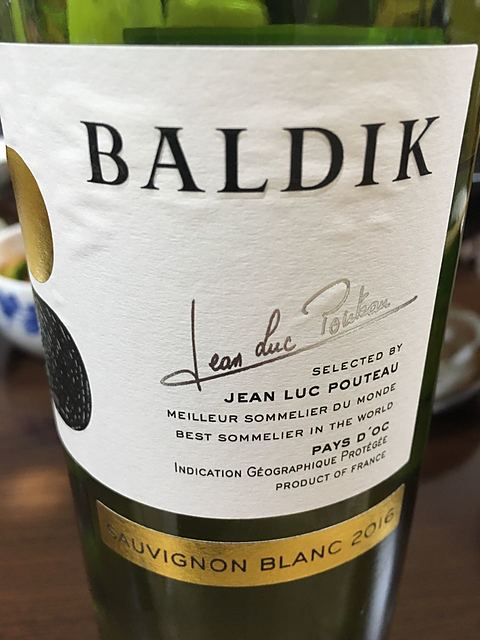 BALDIK
Jean Luc Pouteau
SELECTED BY
JEAN LUC POUTEAU
MEILLEUR SOMMELIER DU MONDE
BEST SOMMELIER IN THE WORLD
PAYS D'OC
INDICATION GÉOGRAPHIQUE PROTÉGÉE
PRODUCT OF FRANCE
SAUVIGNON BLANC 2016